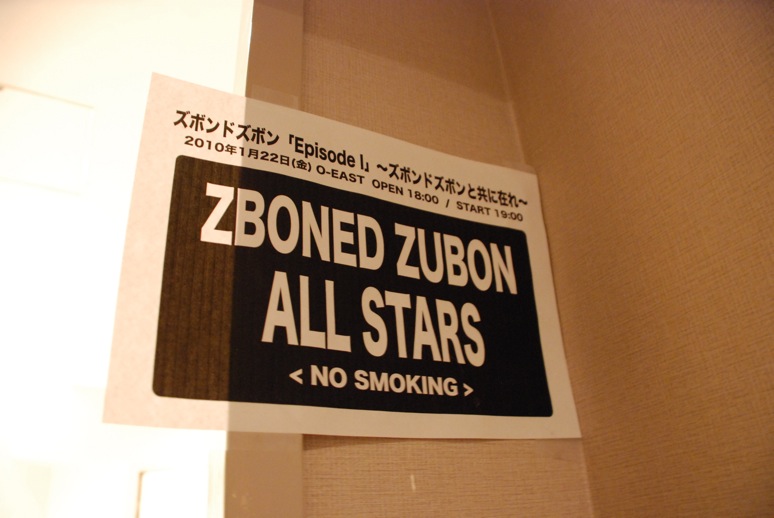 ズボンドズボン「Episode I」〜ズボンドズボンと共に在れ〜
2010年1月22日(金) O-EAST OPEN 18:00 / START 19:00
ZBONED ZUBON
ALL STARS
< NO SMOKING >